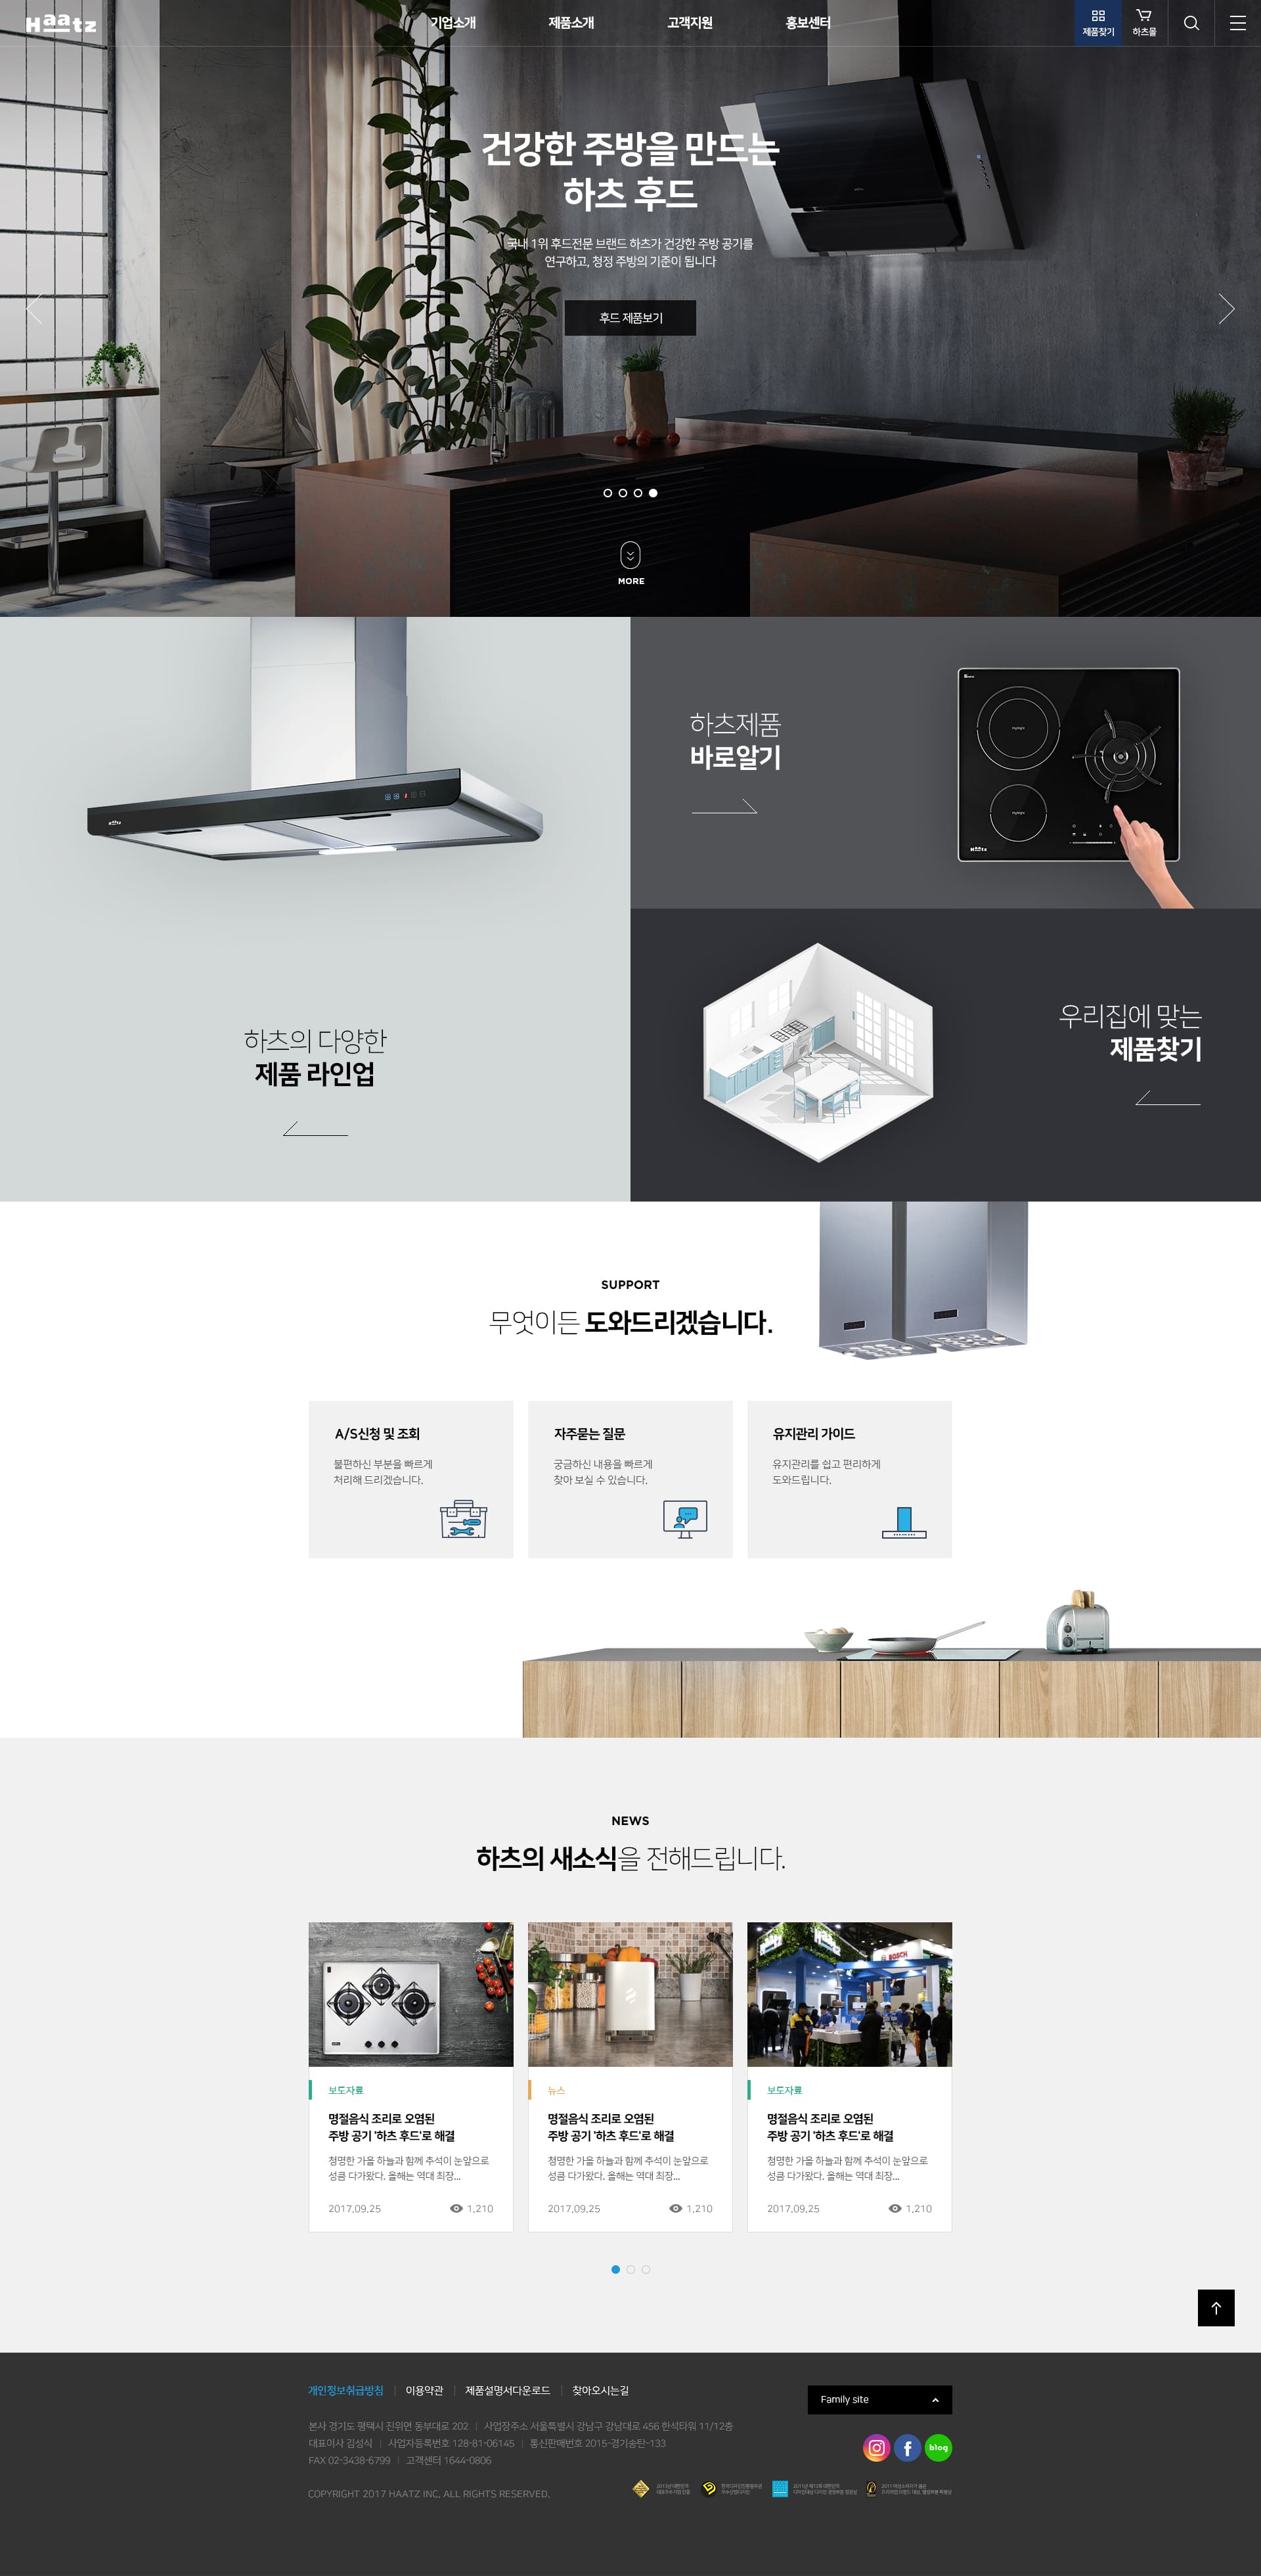 Haatz
기업소개
제품소개
고객지원
홍보센터
제품찾기
하츠몰
건강한 주방을 만드는
하츠 후드
국내 1위 후드전문 브랜드 하츠가 건강한 주방 공기를
연구하고, 청정 주방의 기준이 됩니다
후드 제품보기
MORE
하츠제품
바로알기
하츠의 다양한
제품 라인업
우리집에 맞는
제품찾기
SUPPORT
무엇이든 도와드리겠습니다.
A/S신청 및 조회
불편하신 부분을 빠르게
처리해 드리겠습니다.
자주묻는 질문
궁금하신 내용을 빠르게
찾아 보실 수 있습니다.
유지관리 가이드
유지관리를 쉽고 편리하게
도와드립니다.
NEWS
하츠의 새소식을 전해드립니다.
BOSCH
보도자료
명절음식 조리로 오염된
주방 공기 '하츠 후드'로 해결
청명한 가을 하늘과 함께 추석이 눈앞으로
성큼 다가왔다. 올해는 역대 최장...
2017.09.25
1,210
뉴스
명절음식 조리로 오염된
주방 공기 '하츠 후드'로 해결
청명한 가을 하늘과 함께 추석이 눈앞으로
성큼 다가왔다. 올해는 역대 최장...
2017.09.25
1,210
보도자료
명절음식 조리로 오염된
주방 공기 '하츠 후드'로 해결
청명한 가을 하늘과 함께 추석이 눈앞으로
성큼 다가왔다. 올해는 역대 최장...
2017.09.25
1,210
개인정보취급방침
이용약관
제품설명서다운로드
찾아오시는길
Family site
본사 경기도 평택시 진위면 동부대로 202 | 사업장주소 서울특별시 강남구 강남대로 456 한석타워 11/12층
대표이사 김성식 | 사업자등록번호 128-81-06145 | 통신판매번호 2015-경기송탄-133
FAX 02-3438-6799 | 고객센터 1644-0806
blog
COPYRIGHT 2017 HAATZ INC. ALL RIGHTS RESERVED.